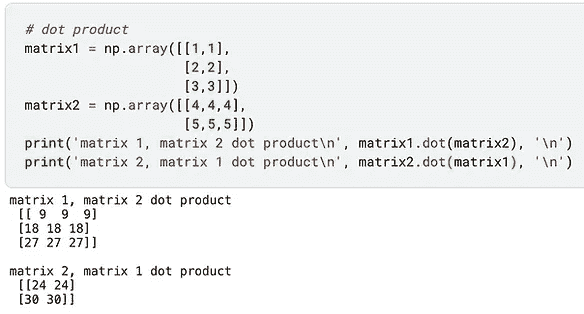 # dot product
matrix1 = np.array([[1,1],
                    [2,2],
                    [3,3]])
matrix2 = np.array([[4,4,4],
                    [5,5,5]])
print('matrix 1, matrix 2 dot product\n', matrix1.dot(matrix2), '\n')
print('matrix 2, matrix 1 dot product\n', matrix2.dot(matrix1), '\n')
matrix 1, matrix 2 dot product
 [[ 9  9  9]
 [18 18 18]
 [27 27 27]]
matrix 2, matrix 1 dot product
 [[24 24]
 [30 30]]